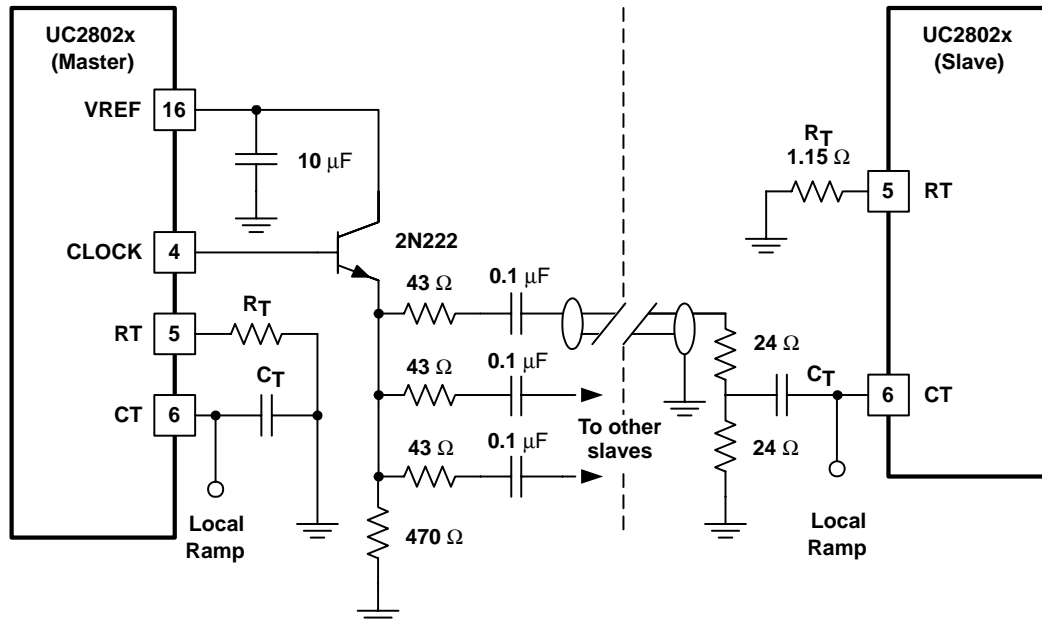 UC2802x
(Master)
VREF
16
10 μF
CLOCK
4
2N222
RT
5
RT
CT
6
CT
Local
Ramp
43 Ω
0.1 μF
43 Ω
0.1 μF
43 Ω
0.1 μF
To other
slaves
470 Ω
UC2802x
(Slave)
RT
1.15 Ω
5
RT
24 Ω
CT
6
CT
24 Ω
Local
Ramp